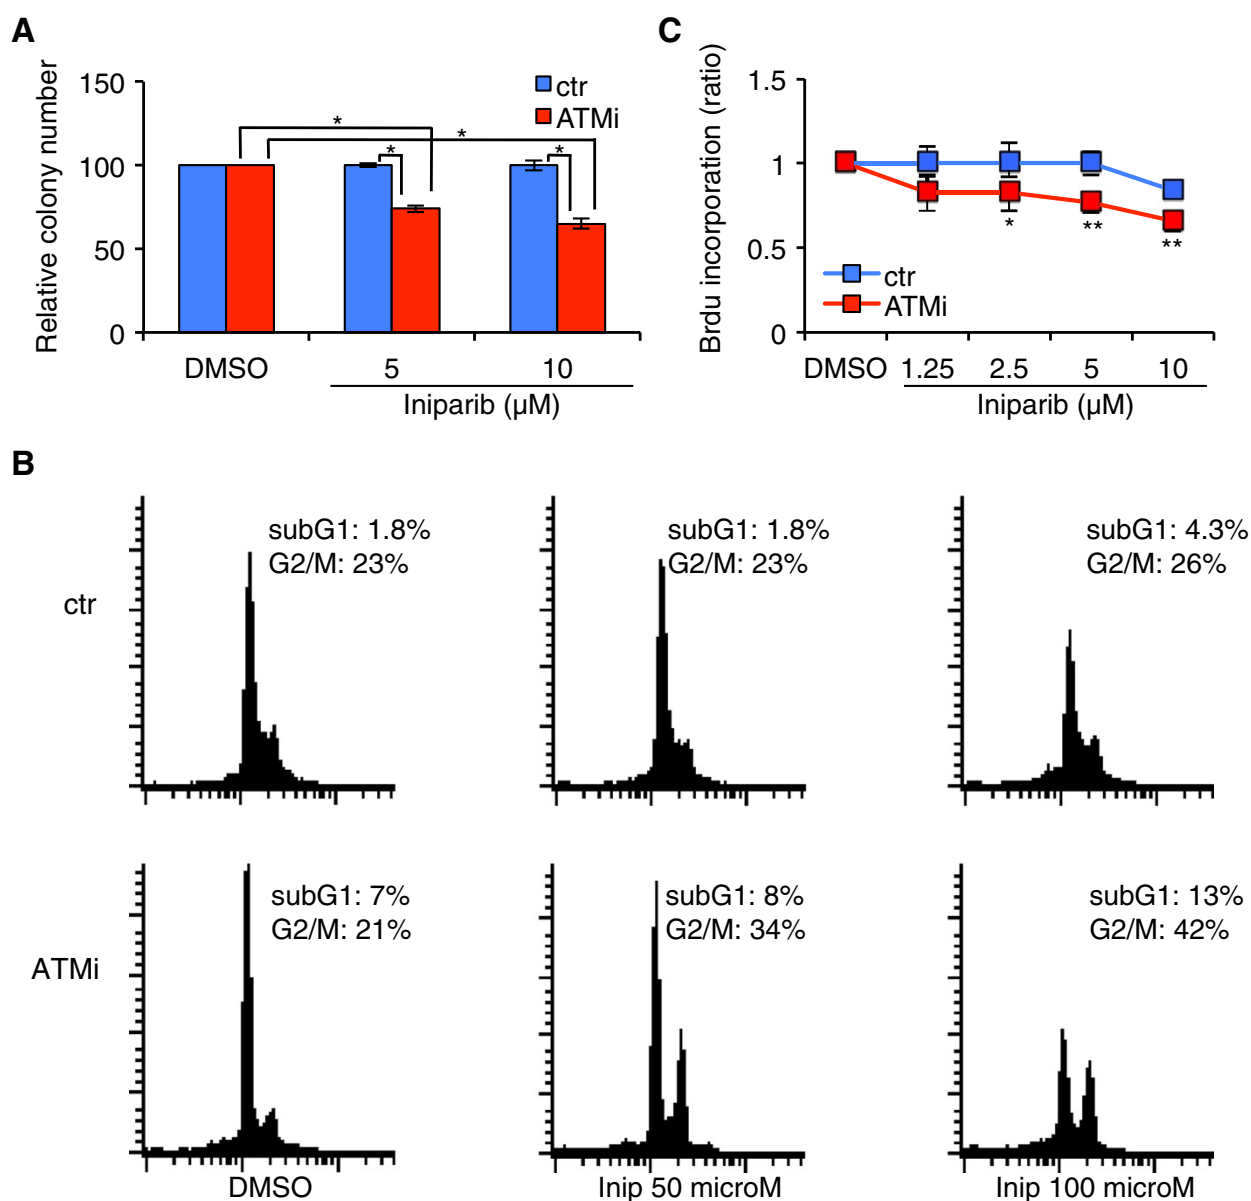 A
Relative colony number
150
100
50
0
ctr
ATMi
*
*
*
*
DMSO
5
10
Iniparib (µM)
C
Brdu incorporation (ratio)
1.5
1
0.5
0
*
**
**
ctr
ATMi
DMSO
1.25
2.5
5
10
Iniparib (µM)
B
ctr
subG1: 1.8%
G2/M: 23%
subG1: 1.8%
G2/M: 23%
subG1: 4.3%
G2/M: 26%
ATMi
subG1: 7%
G2/M: 21%
subG1: 8%
G2/M: 34%
subG1: 13%
G2/M: 42%
DMSO
Inip 50 microM
Inip 100 microM